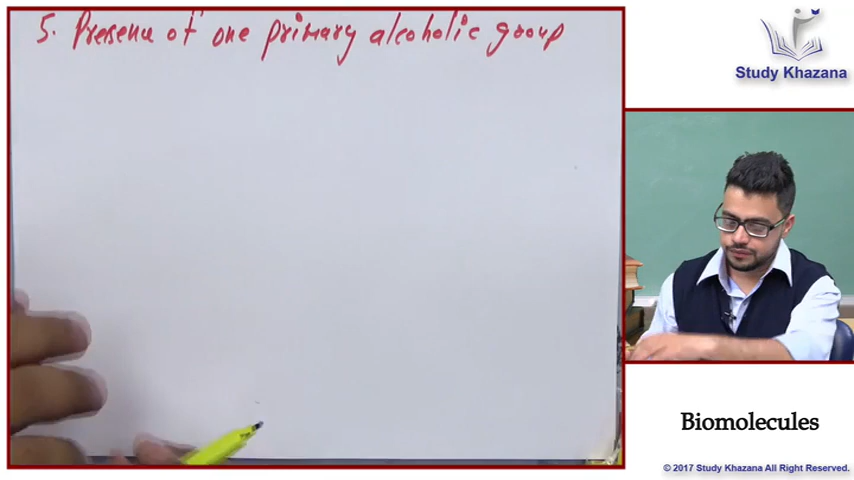 5. Presence of one primary alcoholic group
Study Khazana
Biomolecules
© 2017 Study Khazana All Right Reserved.